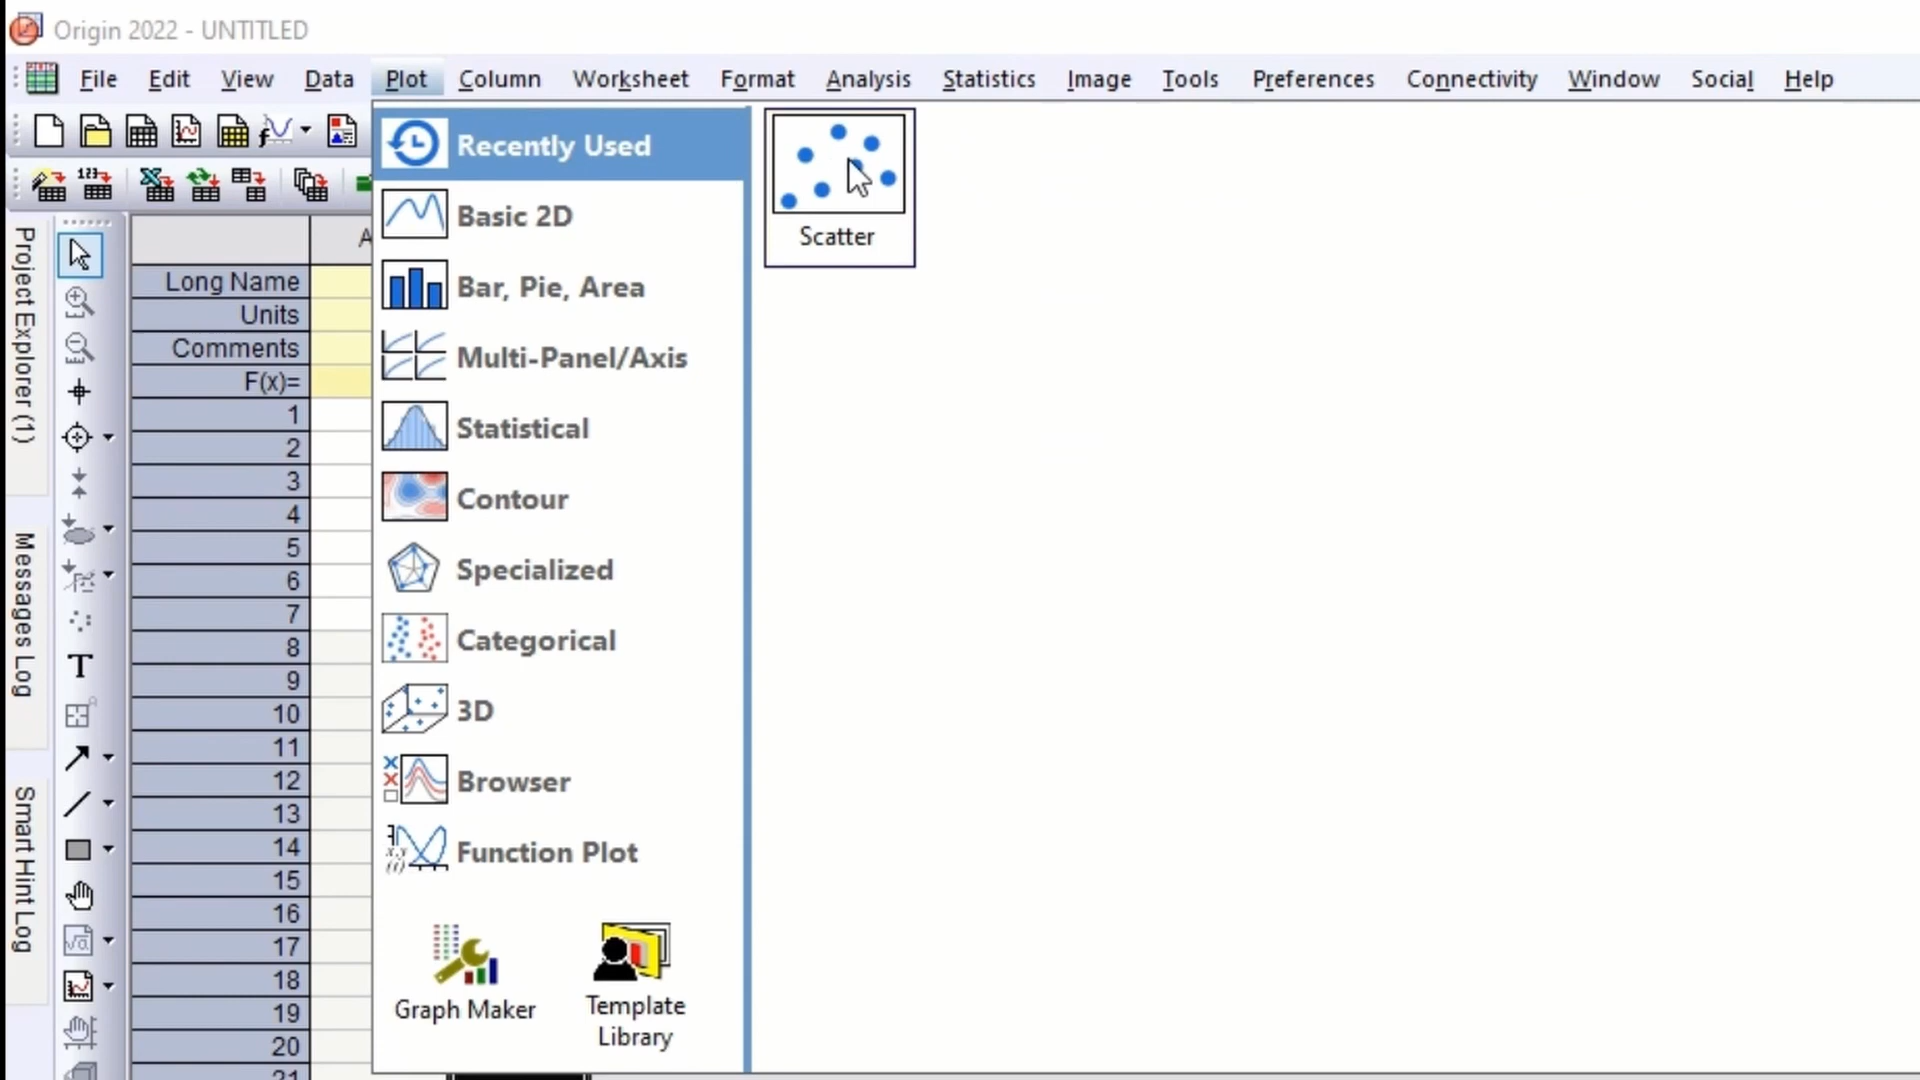 Origin 2022 - UNTITLED
File Edit View Data Plot Column Worksheet Format Analysis Statistics Image Tools Preferences Connectivity Window Social Help
Recently Used
Scatter
Basic 2D
Bar, Pie, Area
Multi-Panel/Axis
Statistical
Contour
Specialized
Categorical
3D
Browser
Function Plot
Graph Maker
Template
Library
Project Explorer (1)
Messages Log
Smart Hint Log
A
Long Name
Units
Comments
F(x)=
1
2
3
4
5
6
7
8
9
10
11
12
13
14
15
16
17
18
19
20
21
T
123